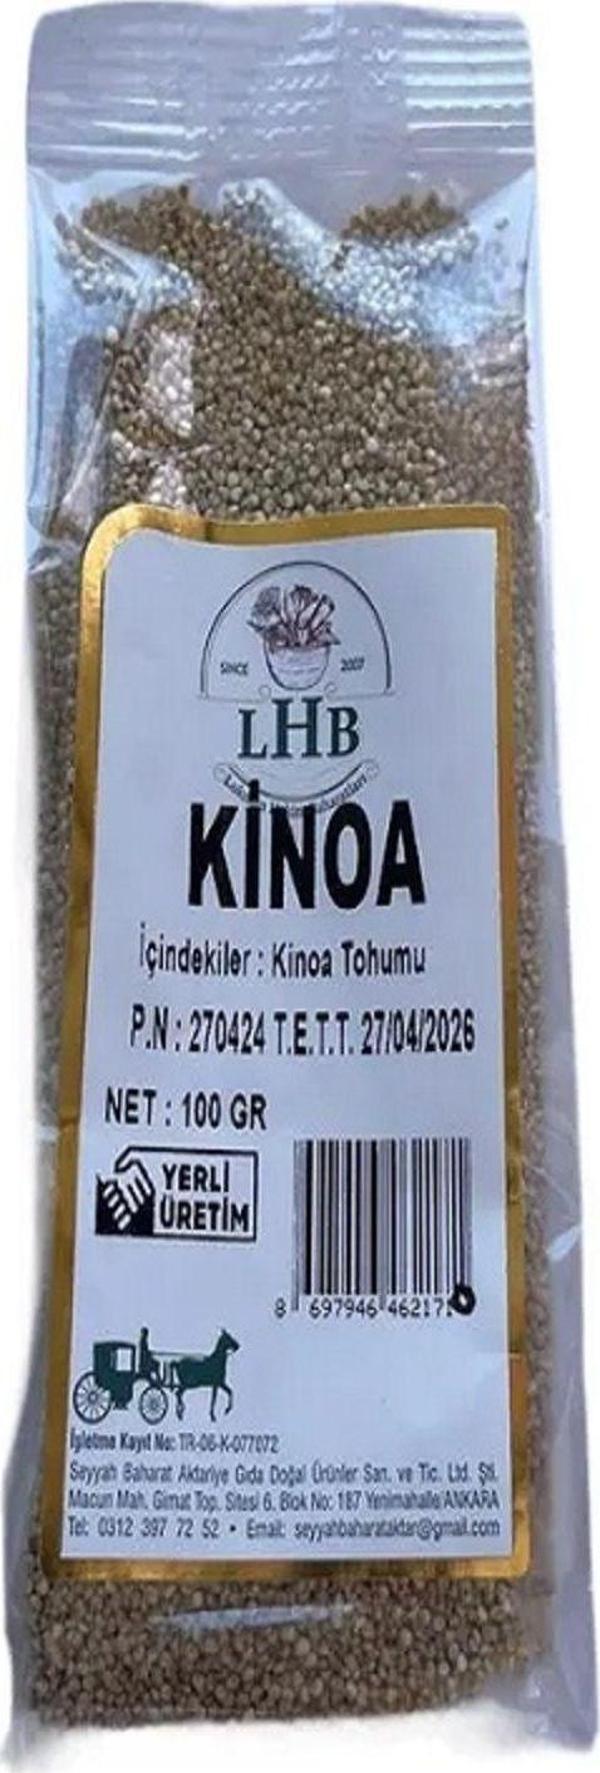 SINCE 2007
LHB
KİNOA
İçindekiler : Kinoa Tohumu
P.N : 270424 T.E.T.T. 27/04/2026
NET : 100 GR
YERLİ
ÜRETİM
8 697946 46217
İşletme Kayıt No: TR-06-K-077072
Seyyah Baharat Aktariye Gıda Doğal Ürünler San. ve Tic. Ltd. Şti.
Macun Mah. Gimat Top. Sitesi 6. Blok No: 187 Yenimahalle/ANKARA
Tel: 0312 397 72 52 • Email: seyyahbaharataktar@gmail.com